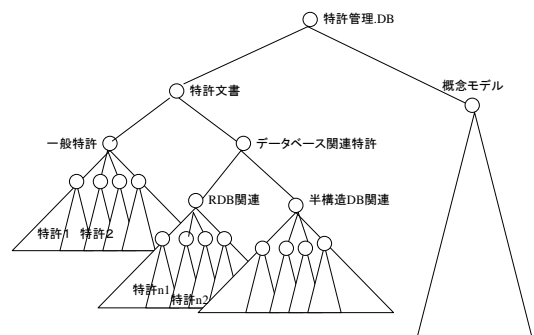 特許管理.DB
特許文書
概念モデル
一般特許
データベース関連特許
RDB関連
半構造DB関連
特許1
特許2
特許n1
特許n2